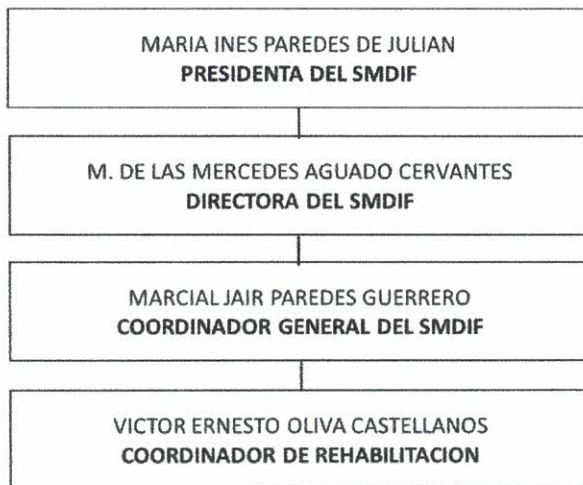 MARIA INES PAREDES DE JULIAN
PRESIDENTA DEL SMDIF
M. DE LAS MERCEDES AGUADO CERVANTES
DIRECTORA DEL SMDIF
MARCIAL JAIR PAREDES GUERRERO
COORDINADOR GENERAL DEL SMDIF
VICTOR ERNESTO OLIVA CASTELLANOS
COORDINADOR DE REHABILITACION